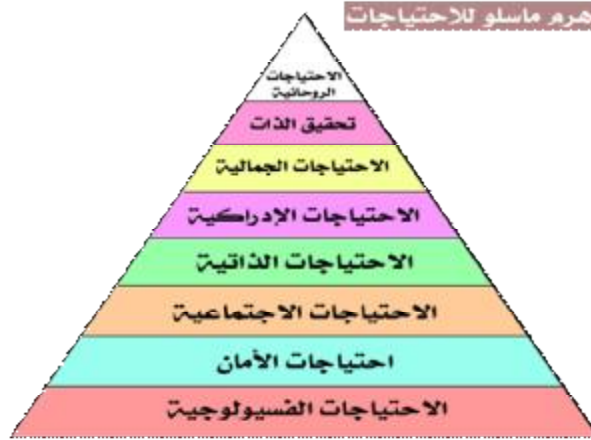 هرم ماسلو للاحتياجات
الاحتياجات
الروحانية
تحقيق الذات
الاحتياجات الجمالية
الاحتياجات الإدراكية
الاحتياجات الذاتية
الاحتياجات الاجتماعية
احتياجات الأمان
الاحتياجات الفسيولوجية